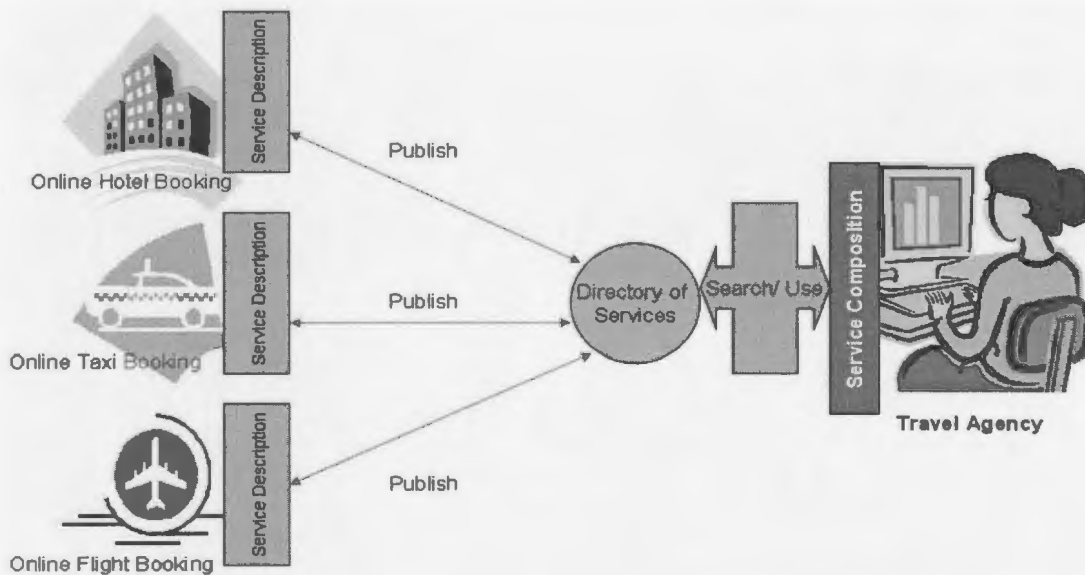 Service Description
Publish
Online Hotel Booking
Service Description
Publish
Online Taxi Booking
Service Description
Publish
Online Flight Booking
Directory of
Services
Search/ Use
Service Composition
Travel Agency